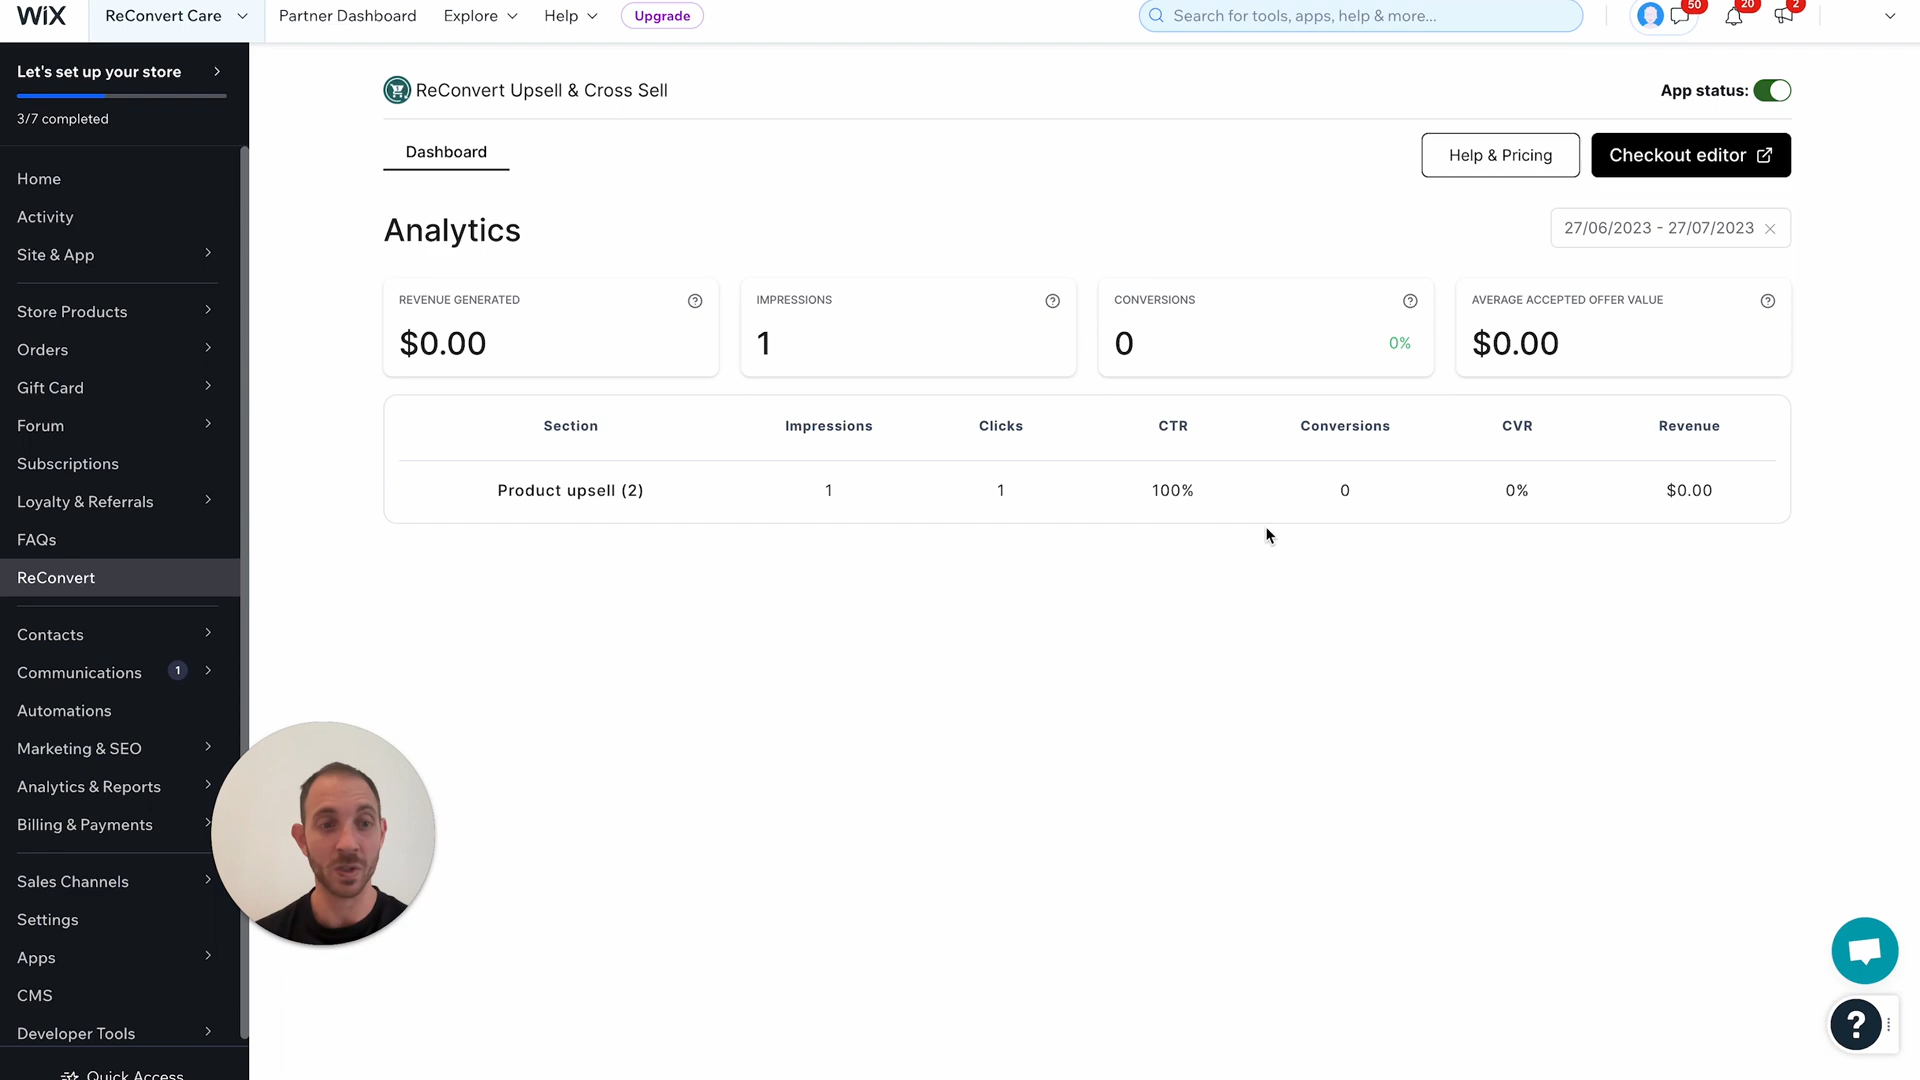 WiX
ReConvert Care
Partner Dashboard
Explore
Help
Upgrade
Search for tools, apps, help & more...
50
20
2
Let's set up your store
3/7 completed
Home
Activity
Site & App
Store Products
Orders
Gift Card
Forum
Subscriptions
Loyalty & Referrals
FAQs
ReConvert
Contacts
Communications 1
Automations
Marketing & SEO
Analytics & Reports
Billing & Payments
Sales Channels
Settings
Apps
CMS
Developer Tools
Quick Access
ReConvert Upsell & Cross Sell
App status:
Dashboard
Help & Pricing
Checkout editor
Analytics
27/06/2023 - 27/07/2023
REVENUE GENERATED
$0.00
IMPRESSIONS
1
CONVERSIONS
0
0%
AVERAGE ACCEPTED OFFER VALUE
$0.00
Section Impressions Clicks CTR Conversions CVR Revenue
Product upsell (2) 1 1 100% 0 0% $0.00
?